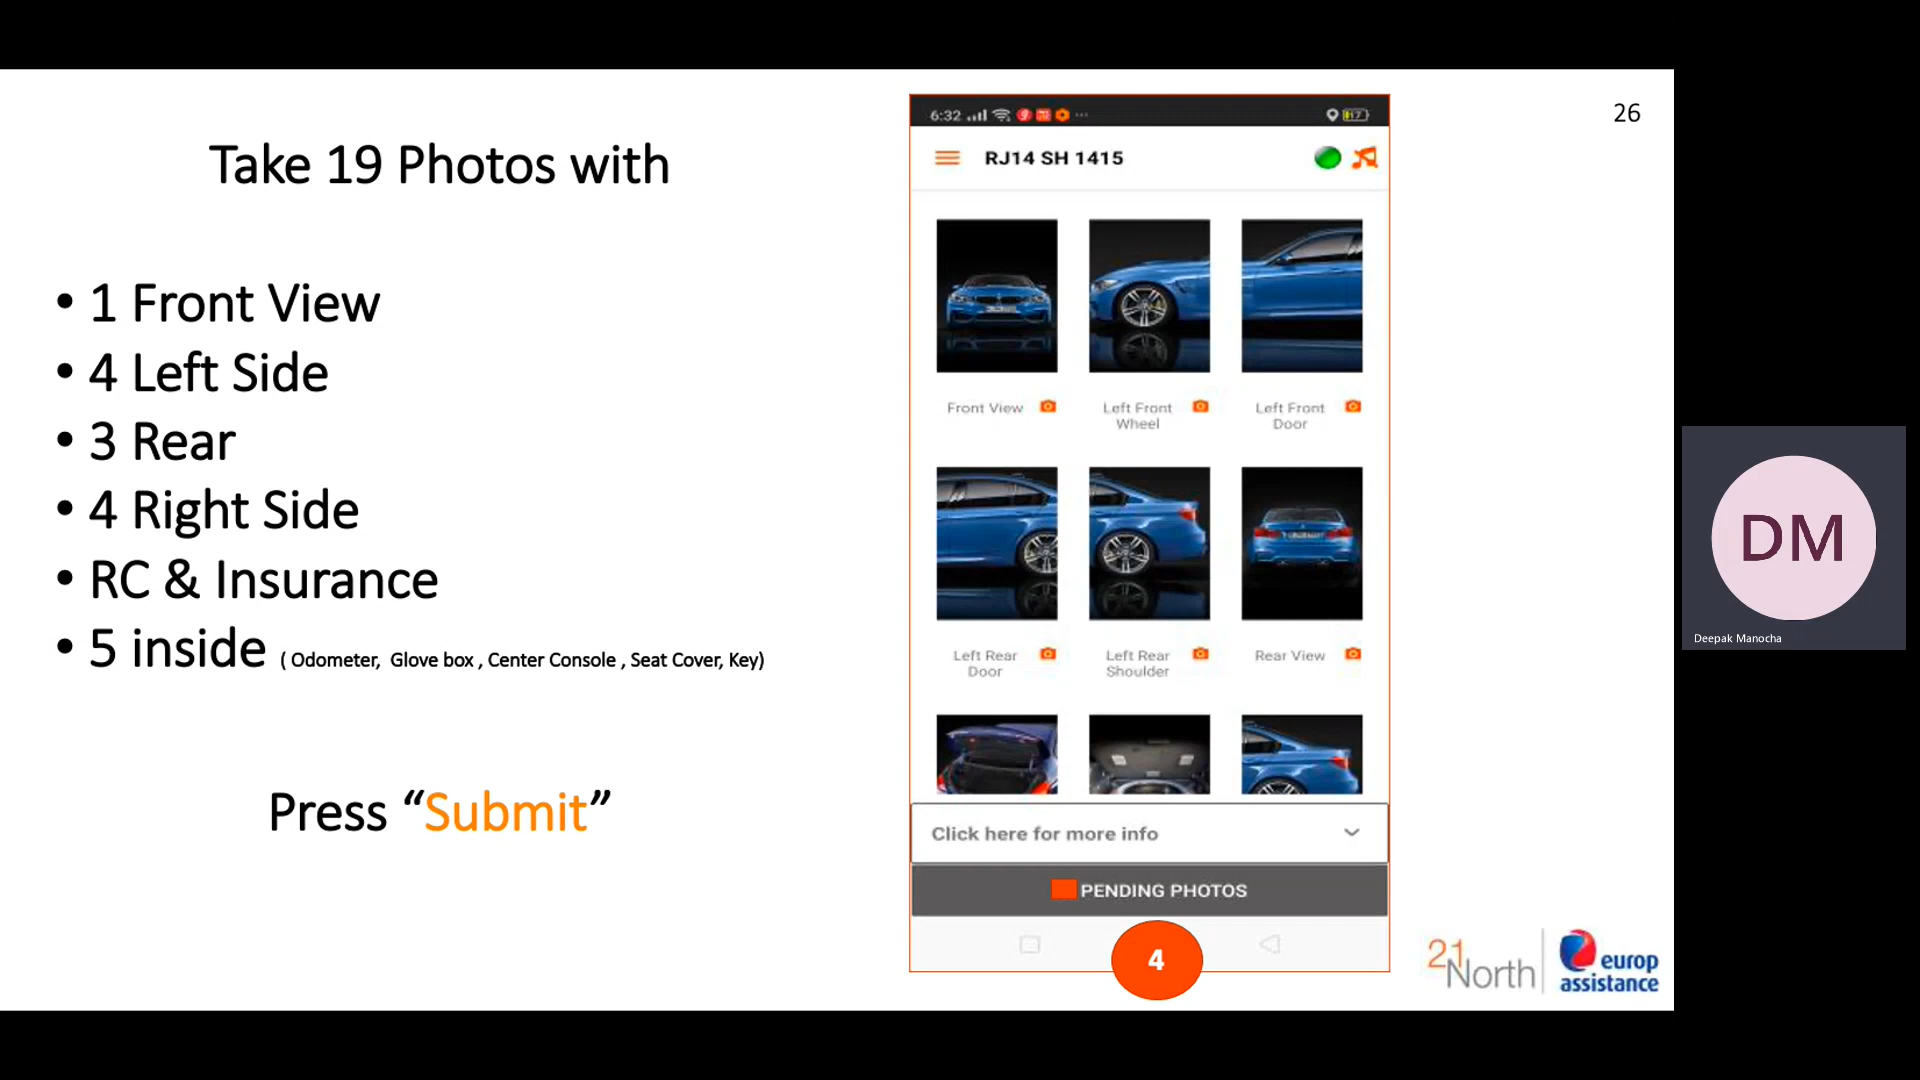 26
Take 19 Photos with
• 1 Front View
• 4 Left Side
• 3 Rear
• 4 Right Side
• RC & Insurance
• 5 inside ( Odometer, Glove box , Center Console , Seat Cover, Key)
Press “Submit”
6:32
17
RJ14 SH 1415
Front View
Left Front
Wheel
Left Front
Door
Left Rear
Door
Left Rear
Shoulder
Rear View
Click here for more info
PENDING PHOTOS
4
21
North
europ
assistance
DM
Deepak Manocha